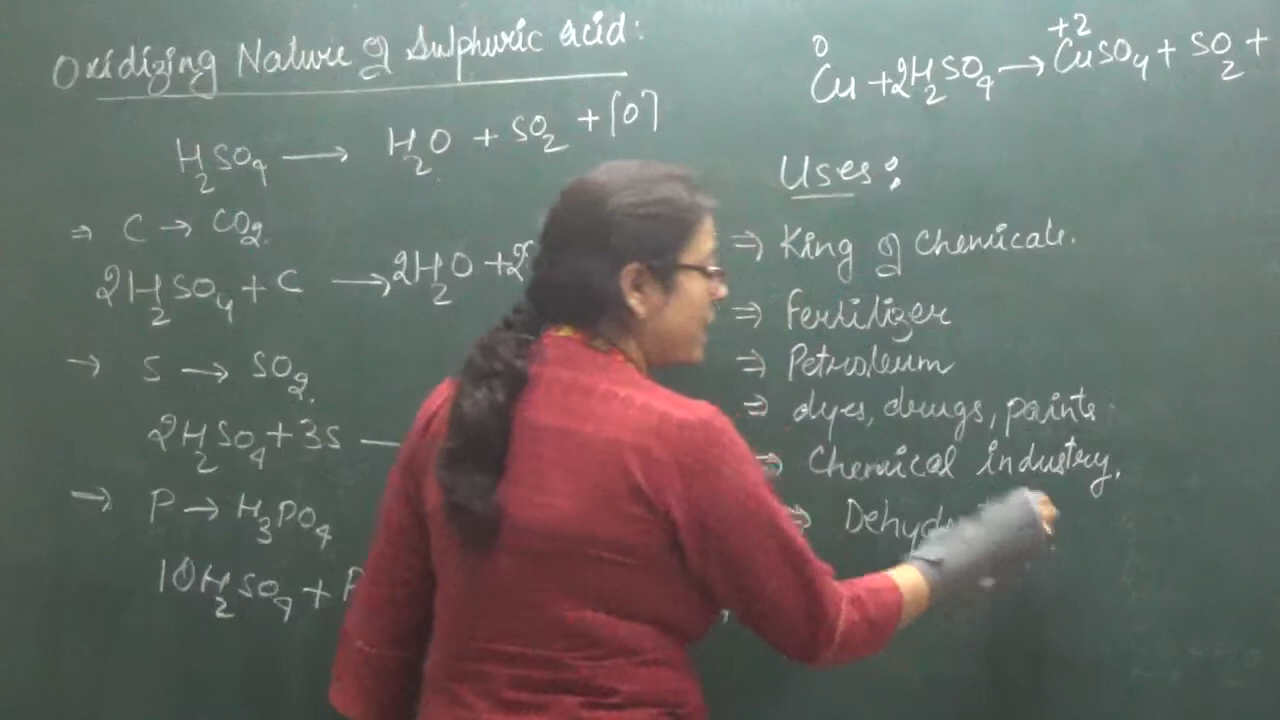 Oxidizing Nature of Sulphuric acid:
H2SO4 → H2O + SO2 + [O]
⇒ C → CO2.
2H2SO4 + C → 2H2O + 2
→ S → SO2.
2H2SO4 + 3S —
→ P → H3PO4
10H2SO4 +
0 +2
Cu + 2H2SO4 → CuSO4 + SO2 +
Uses:
⇒ King of Chemicals.
⇒ Fertilizer
⇒ Petroleum
⇒ dyes, drugs, paints
⇒ Chemical industry.
⇒ Dehyd